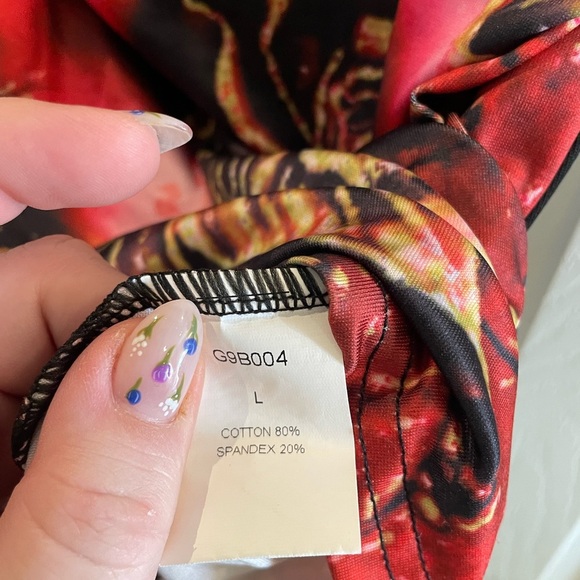 G9B004
L
COTTON 80%
SPANDEX 20%